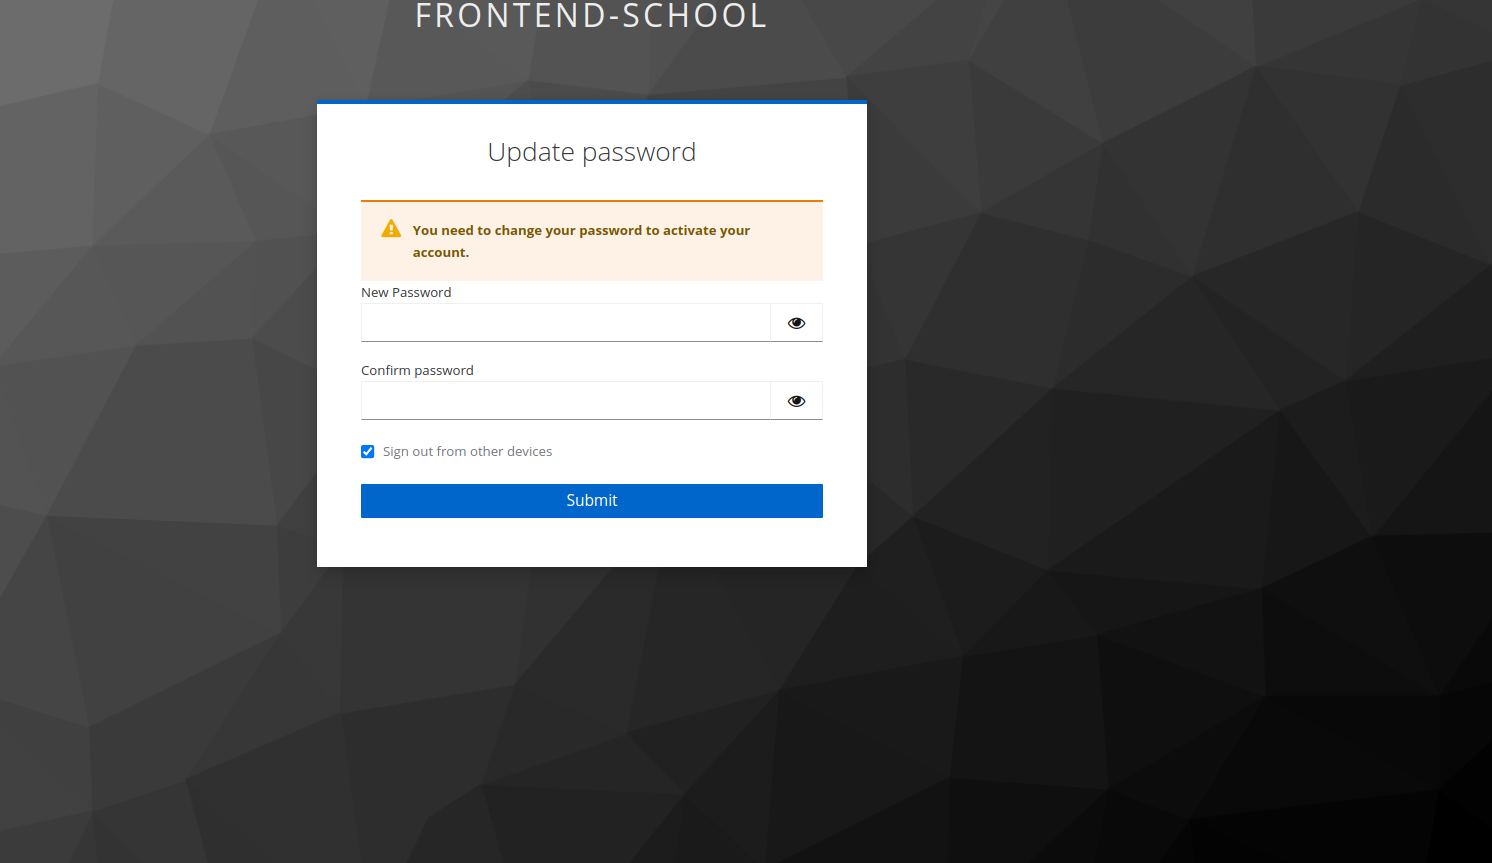 FRONTEND-SCHOOL
Update password
You need to change your password to activate your
account.
New Password
Confirm password
Sign out from other devices
Submit